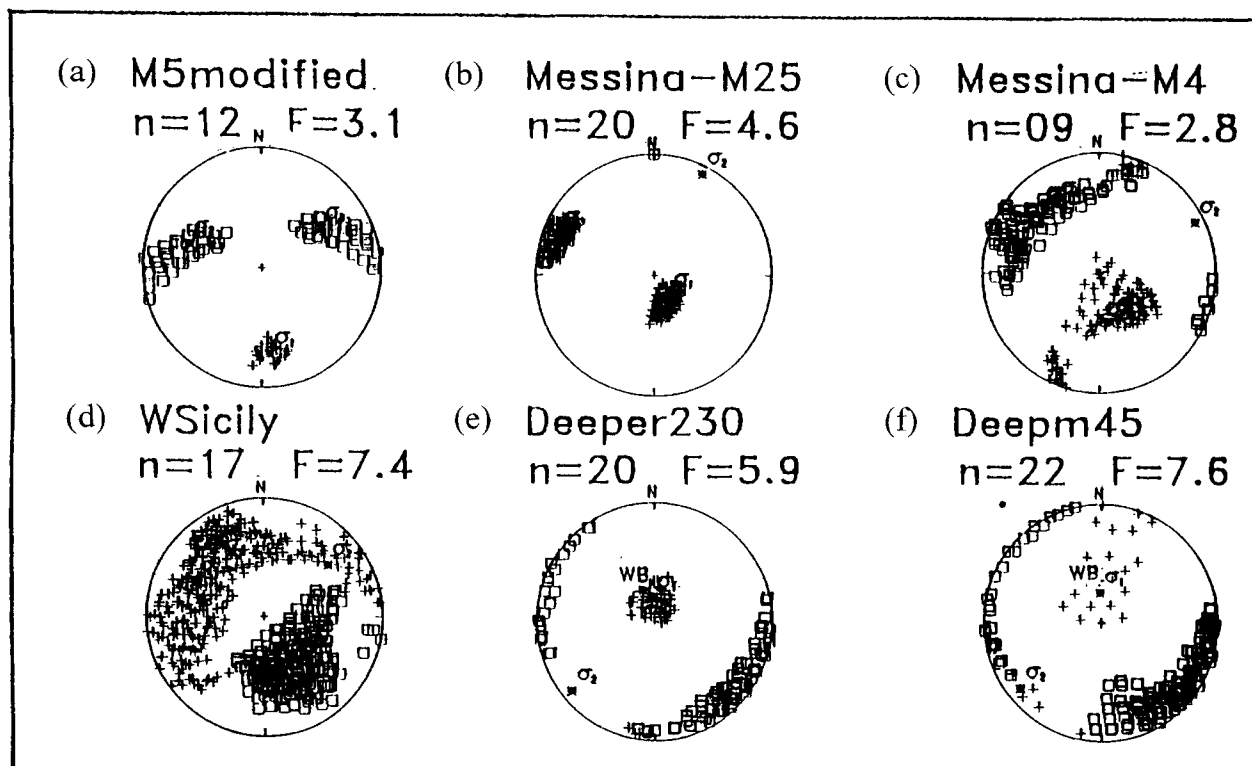 (a) M5modified
n=12 F=3.1
N
σ
σ
σ
(b) Messina-M25
n=20 F=4.6
N
σ₂
σ₁
(c) Messina-M4
n=09 F=2.8
N
σ₂
(d) WSicily
n=17 F=7.4
N
σ
(e) Deeper230
n=20 F=5.9
N
WB σ₁
σ₂
(f) Deepm45
n=22 F=7.6
N
WB σ₁
σ₂